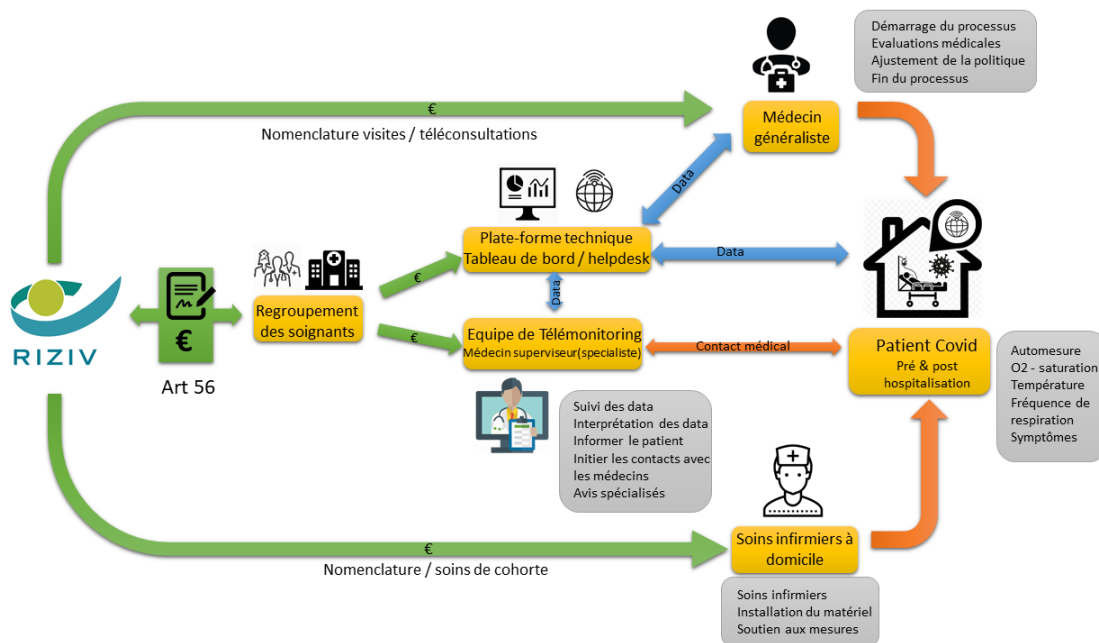 Démarrage du processus
Evaluations médicales
Ajustement de la politique
Fin du processus
€
Nomenclature visites / téléconsultations
Médecin
généraliste
Data
Plate-forme technique
Tableau de bord / helpdesk
Data
€
Regroupement
des soignants
RIZIV
€
Art 56
Data
€
Equipe de Télémonitoring
Médecin superviseur(specialiste)
Contact médical
Patient Covid
Pré & post
hospitalisation
Automesure
O2 - saturation
Température
Fréquence de
respiration
Symptômes
Suivi des data
Interprétation des data
Informer le patient
Initier les contacts avec
les médecins
Avis spécialisés
€
Nomenclature / soins de cohorte
Soins infirmiers à
domicile
Soins infirmiers
Installation du matériel
Soutien aux mesures